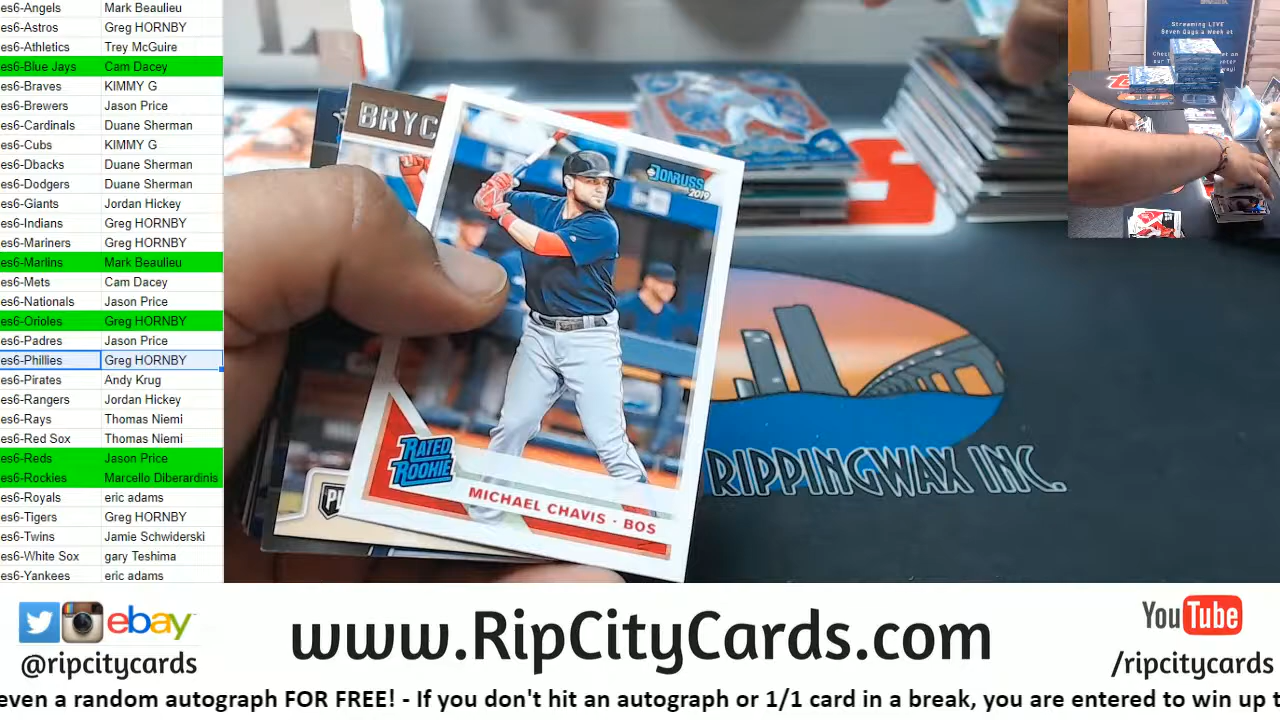 es6-Angels Mark Beaulieu
es6-Astros Greg HORNBY
es6-Athletics Trey McGuire
es6-Blue Jays Cam Dacey
es6-Braves KIMMY G
es6-Brewers Jason Price
es6-Cardinals Duane Sherman
es6-Cubs KIMMY G
es6-Dbacks Duane Sherman
es6-Dodgers Duane Sherman
es6-Giants Jordan Hickey
es6-Indians Greg HORNBY
es6-Mariners Greg HORNBY
es6-Marlins Mark Beaulieu
es6-Mets Cam Dacey
es6-Nationals Jason Price
es6-Orioles Greg HORNBY
es6-Padres Jason Price
es6-Phillies Greg HORNBY
es6-Pirates Andy Krug
es6-Rangers Jordan Hickey
es6-Rays Thomas Niemi
es6-Red Sox Thomas Niemi
es6-Reds Jason Price
es6-Rockies Marcello Diberardinis
es6-Royals eric adams
es6-Tigers Greg HORNBY
es6-Twins Jamie Schwiderski
es6-White Sox gary Teshima
es6-Yankees eric adams
BRYC
DONRUSS
2019
RATED
ROOKIE
MICHAEL CHAVIS · BOS
RIPPINGWAX INC.
Streaming LIVE
Seven Days a Week at
ebay
@ripcitycards
www.RipCityCards.com
YouTube
/ripcitycards
even a random autograph FOR FREE! - If you don't hit an autograph or 1/1 card in a break, you are entered to win up t